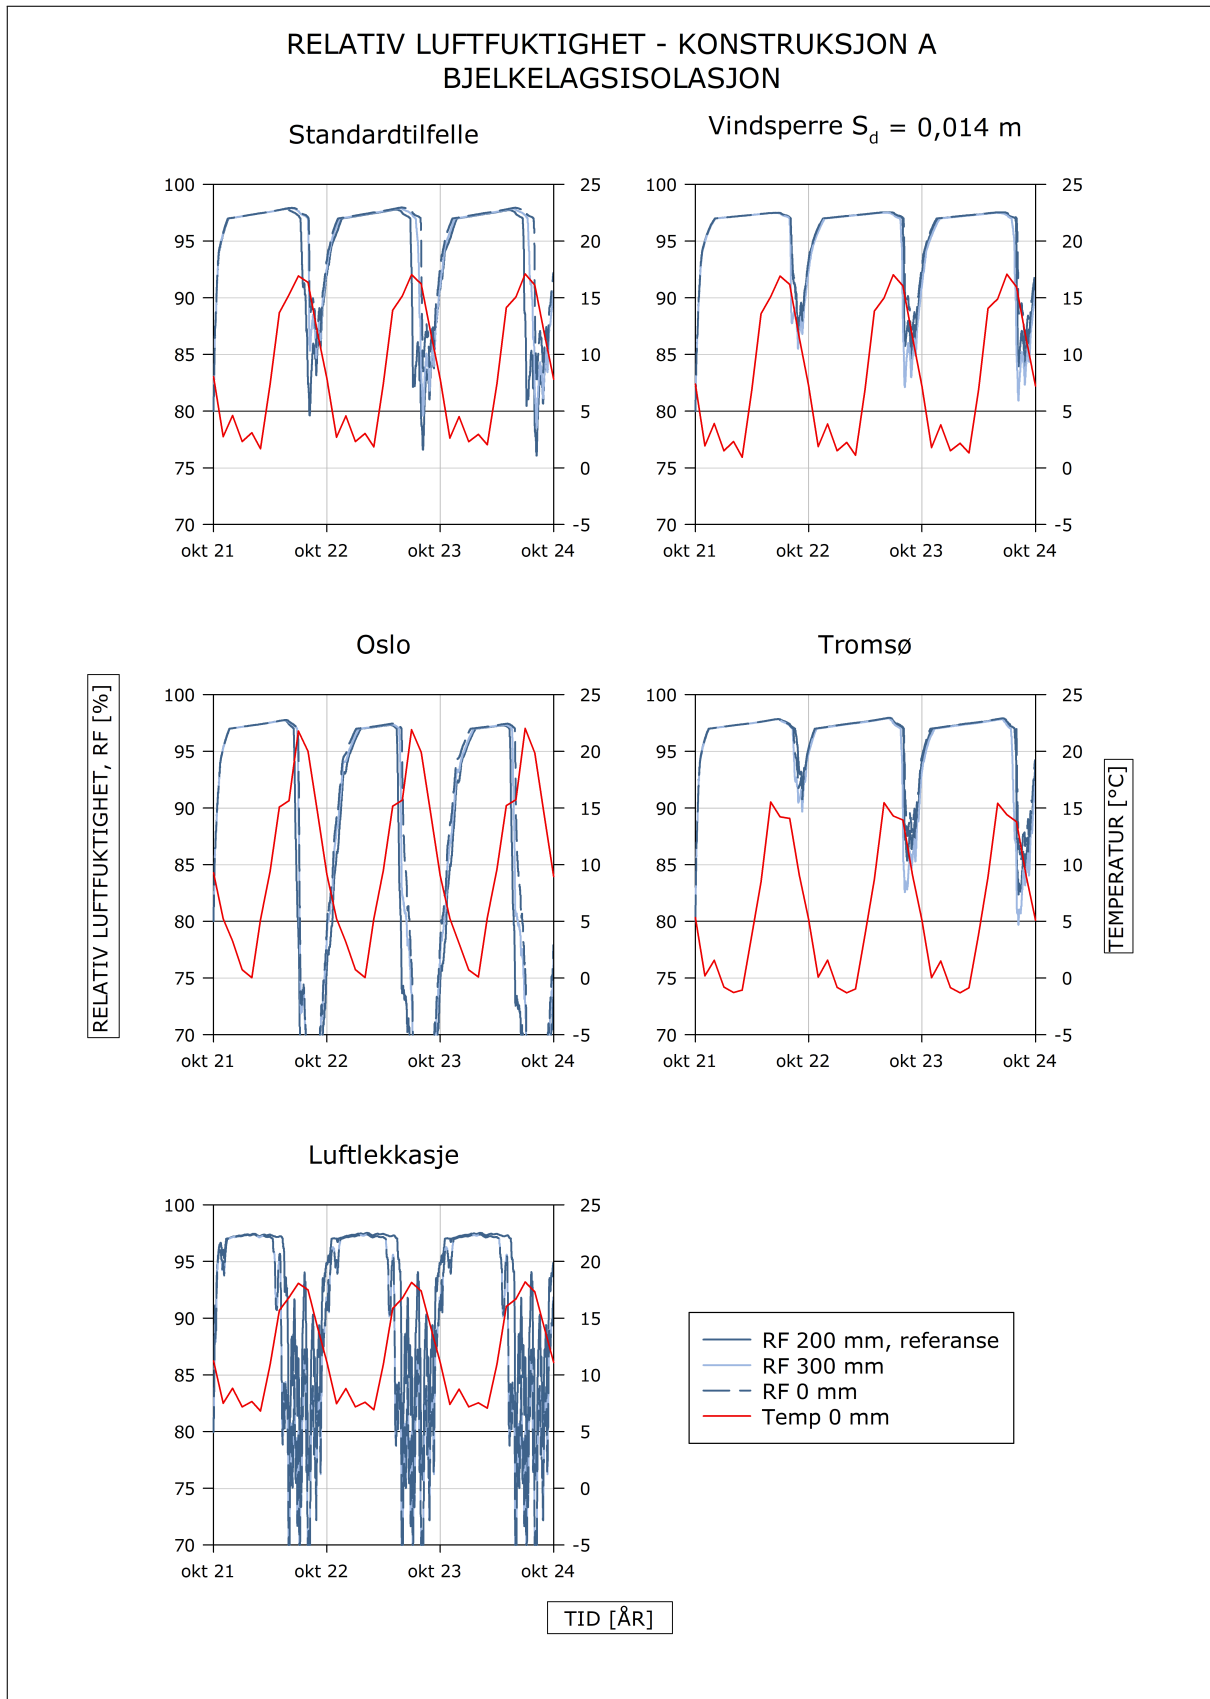 RELATIV LUFTFUKTIGHET - KONSTRUKSJON A
BJELKELAGSISOLASJON
Standardtilfelle
Vindsperre Sd = 0,014 m
100
95
90
85
80
75
70
25
20
15
10
5
0
-5
okt 21
okt 22
okt 23
okt 24
100
95
90
85
80
75
70
25
20
15
10
5
0
-5
okt 21
okt 22
okt 23
okt 24
RELATIV LUFTFUKTIGHET, RF [%]
Oslo
Tromsø
100
95
90
85
80
75
70
25
20
15
10
5
0
-5
okt 21
okt 22
okt 23
okt 24
100
95
90
85
80
75
70
25
20
15
10
5
0
-5
okt 21
okt 22
okt 23
okt 24
TEMPERATUR [°C]
Luftlekkasje
100
95
90
85
80
75
70
25
20
15
10
5
0
-5
okt 21
okt 22
okt 23
okt 24
RF 200 mm, referanse
RF 300 mm
RF 0 mm
Temp 0 mm
TID [ÅR]